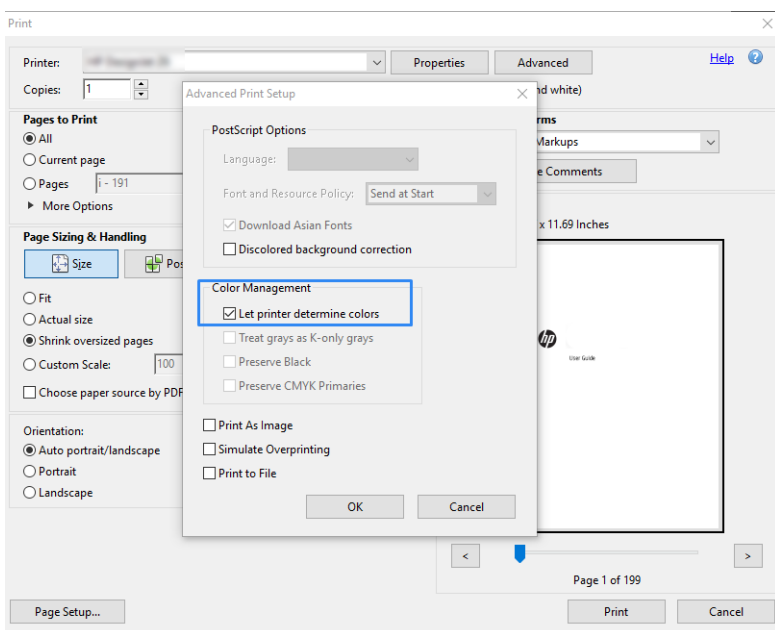 Print
Printer:
Properties
Advanced
Help
Copies:
1
nd white)
Advanced Print Setup
Pages to Print
All
Current page
Pages
i - 191
More Options
PostScript Options
Language:
Font and Resource Policy:
Send at Start
Download Asian Fonts
Discolored background correction
rms
Markups
e Comments
Page Sizing & Handling
Size
Pos
Fit
Actual size
Shrink oversized pages
Custom Scale:
100
Choose paper source by PDF
Color Management
Let printer determine colors
Treat grays as K-only grays
Preserve Black
Preserve CMYK Primaries
x 11.69 Inches
hp
User Guide
Orientation:
Auto portrait/landscape
Portrait
Landscape
Print As Image
Simulate Overprinting
Print to File
OK
Cancel
<
>
Page 1 of 199
Page Setup...
Print
Cancel